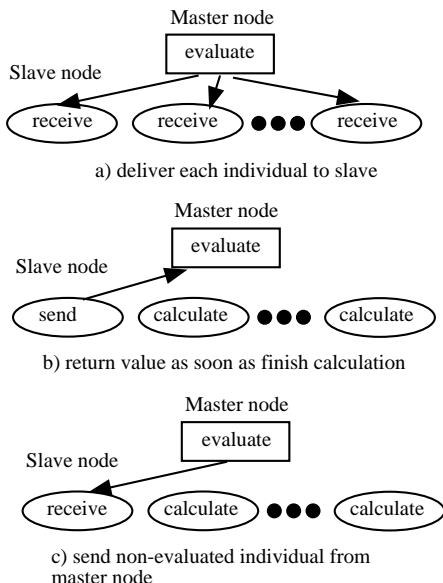 Master node
evaluate
Slave node
receive receive receive
a) deliver each individual to slave
Master node
evaluate
Slave node
send calculate calculate
b) return value as soon as finish calculation
Master node
evaluate
Slave node
receive calculate calculate
c) send non-evaluated individual from
master node